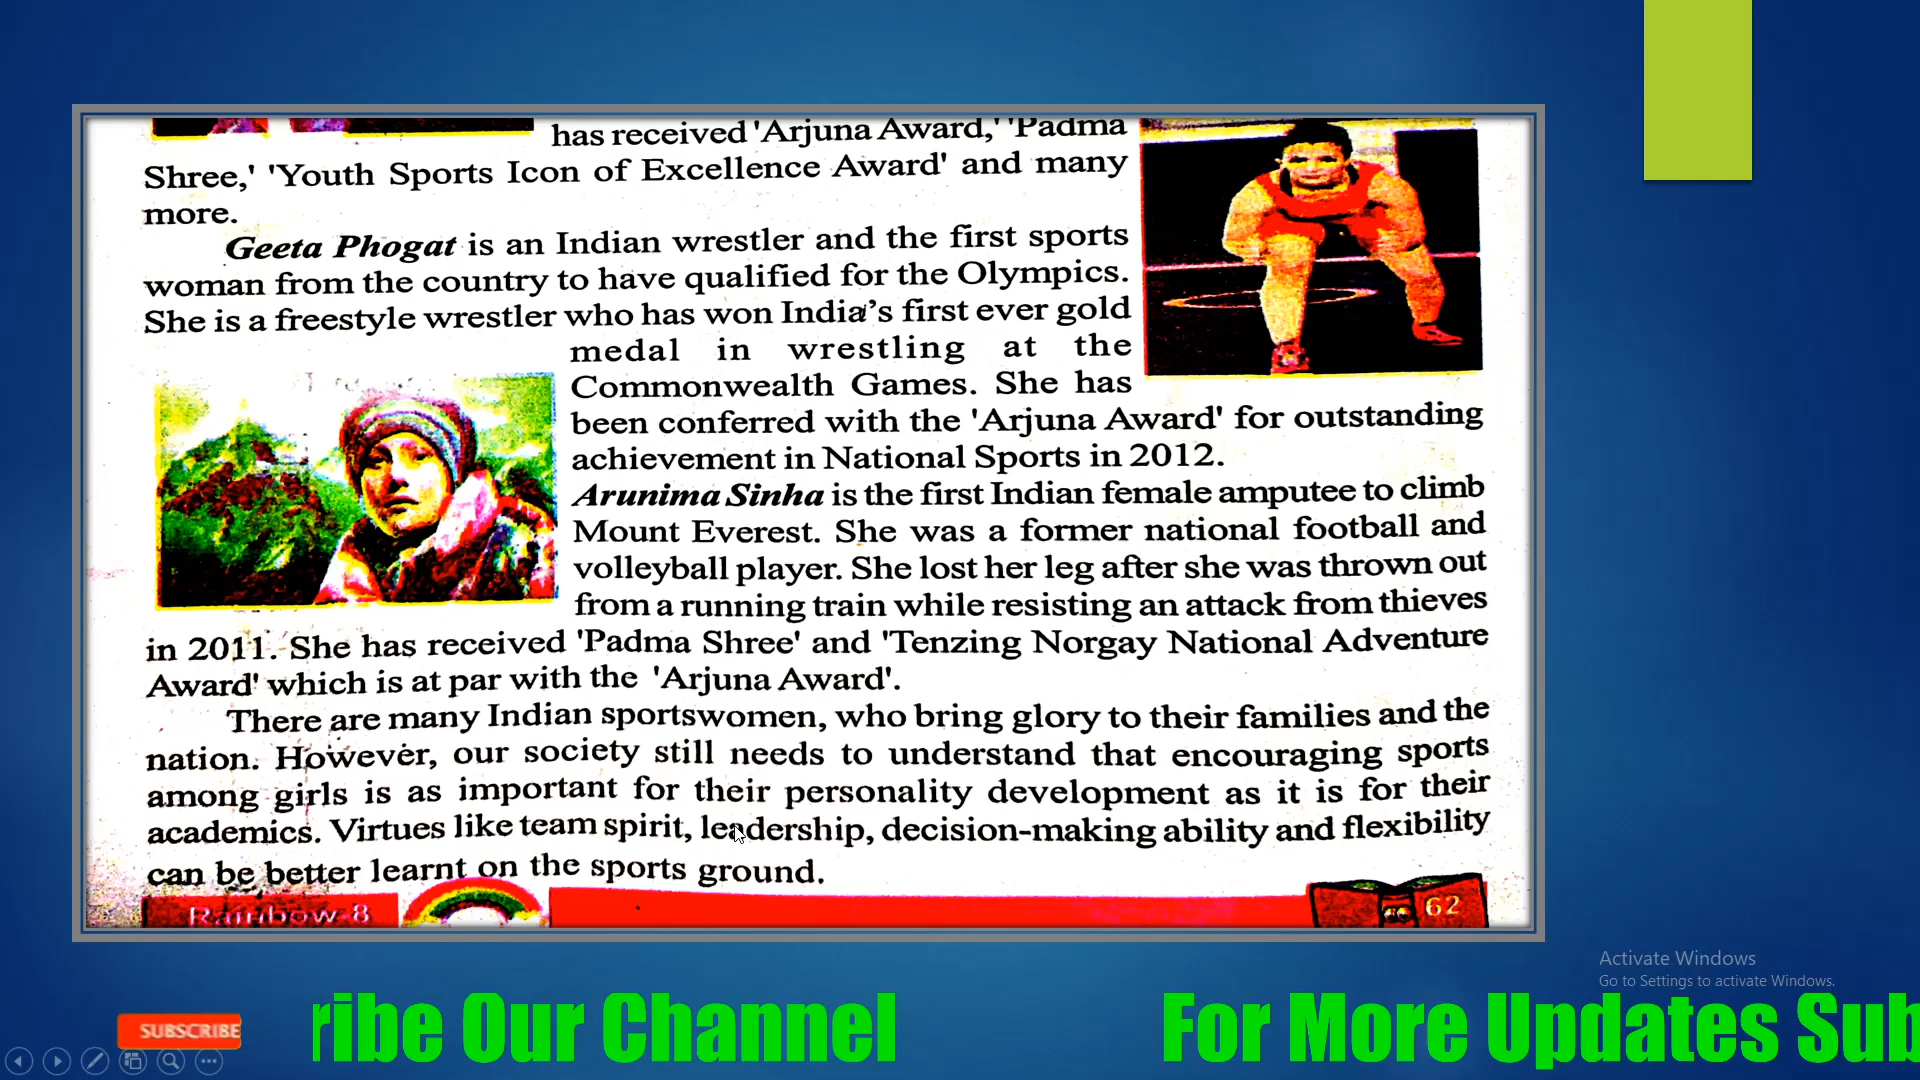 has received 'Arjuna Award,' 'Padma
Shree,' 'Youth Sports Icon of Excellence Award' and many
more.
Geeta Phogat is an Indian wrestler and the first sports
woman from the country to have qualified for the Olympics.
She is a freestyle wrestler who has won India's first ever gold
medal in wrestling at the
Commonwealth Games. She has
been conferred with the 'Arjuna Award' for outstanding
achievement in National Sports in 2012.
Arunima Sinha is the first Indian female amputee to climb
Mount Everest. She was a former national football and
volleyball player. She lost her leg after she was thrown out
from a running train while resisting an attack from thieves
in 2011. She has received 'Padma Shree' and 'Tenzing Norgay National Adventure
Award' which is at par with the 'Arjuna Award'.
There are many Indian sportswomen, who bring glory to their families and the
nation. However, our society still needs to understand that encouraging sports
among girls is as important for their personality development as it is for their
academics. Virtues like team spirit, leadership, decision-making ability and flexibility
can be better learnt on the sports ground.
Rainbow-8
62
Activate Windows
Go to Settings to activate Windows.
SUBSCRIBE
ribe Our Channel
For More Updates Sub